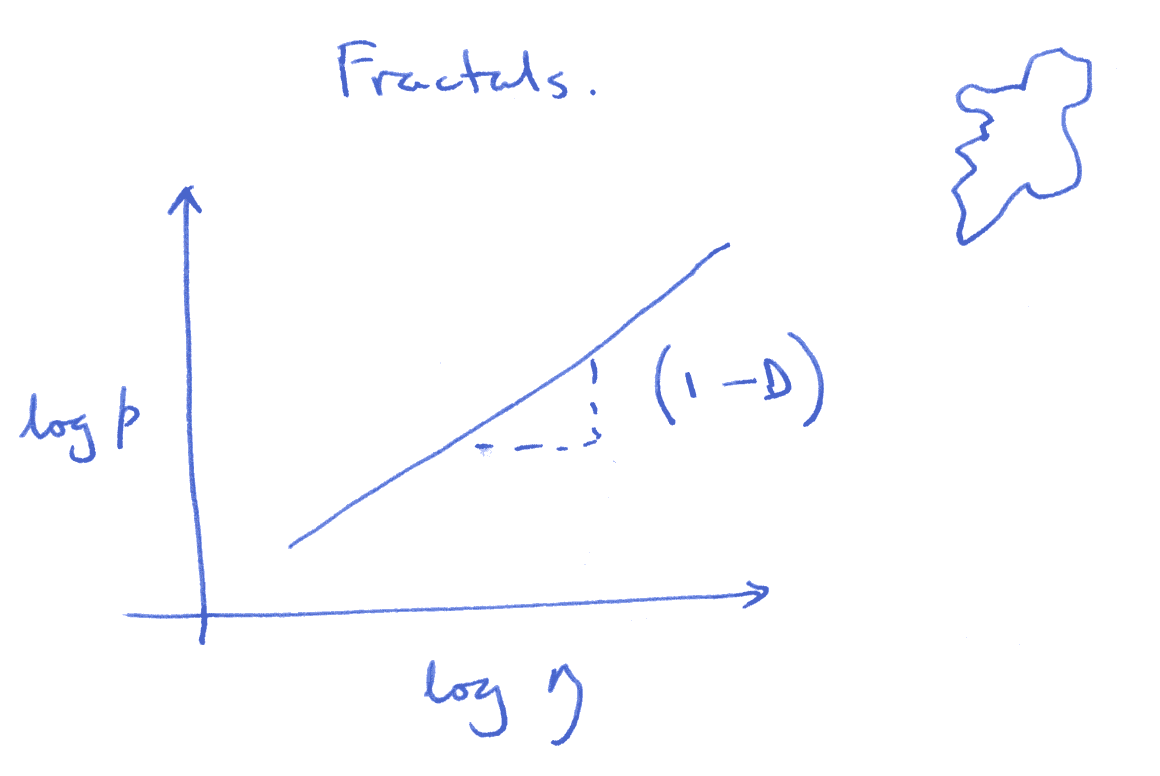 Fractals.
(1-D)
log p
log η